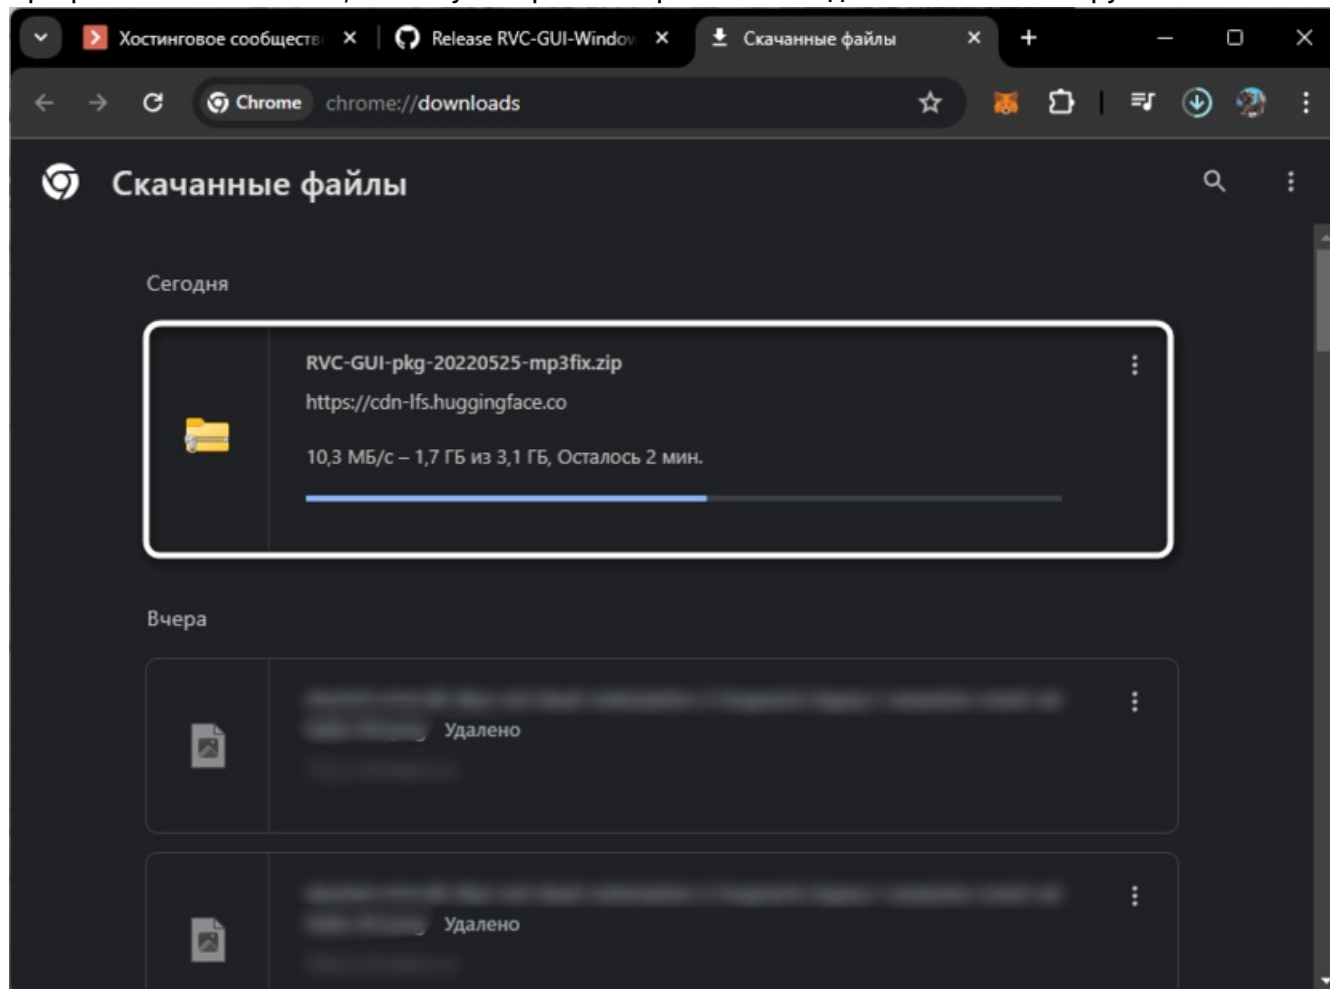 Хостинговое сообществ
Release RVC-GUI-Window
Скачанные файлы
Chrome
chrome://downloads
Скачанные файлы
Сегодня
RVC-GUI-pkg-20220525-mp3fix.zip
https://cdn-lfs.huggingface.co
10,3 МБ/с – 1,7 ГБ из 3,1 ГБ, Осталось 2 мин.
Вчера
Удалено
Удалено